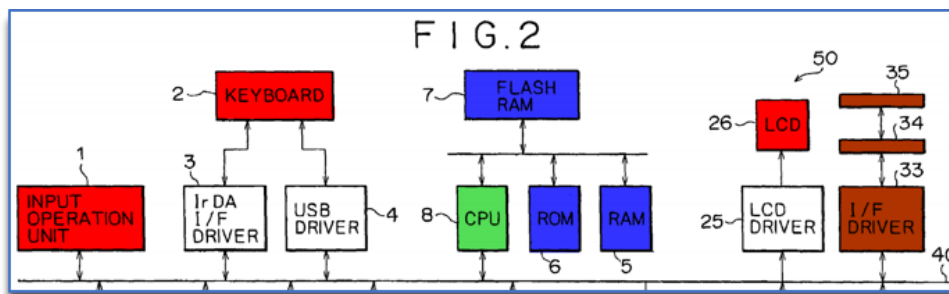 FIG.2
50
35
2
KEYBOARD
7
FLASH
RAM
26
LCD
34
1
3
33
INPUT
OPERATION
UNIT
IrDA
I/F
DRIVER
USB
DRIVER
4
8
CPU
ROM
RAM
25
LCD
DRIVER
I/F
DRIVER
6
5
40